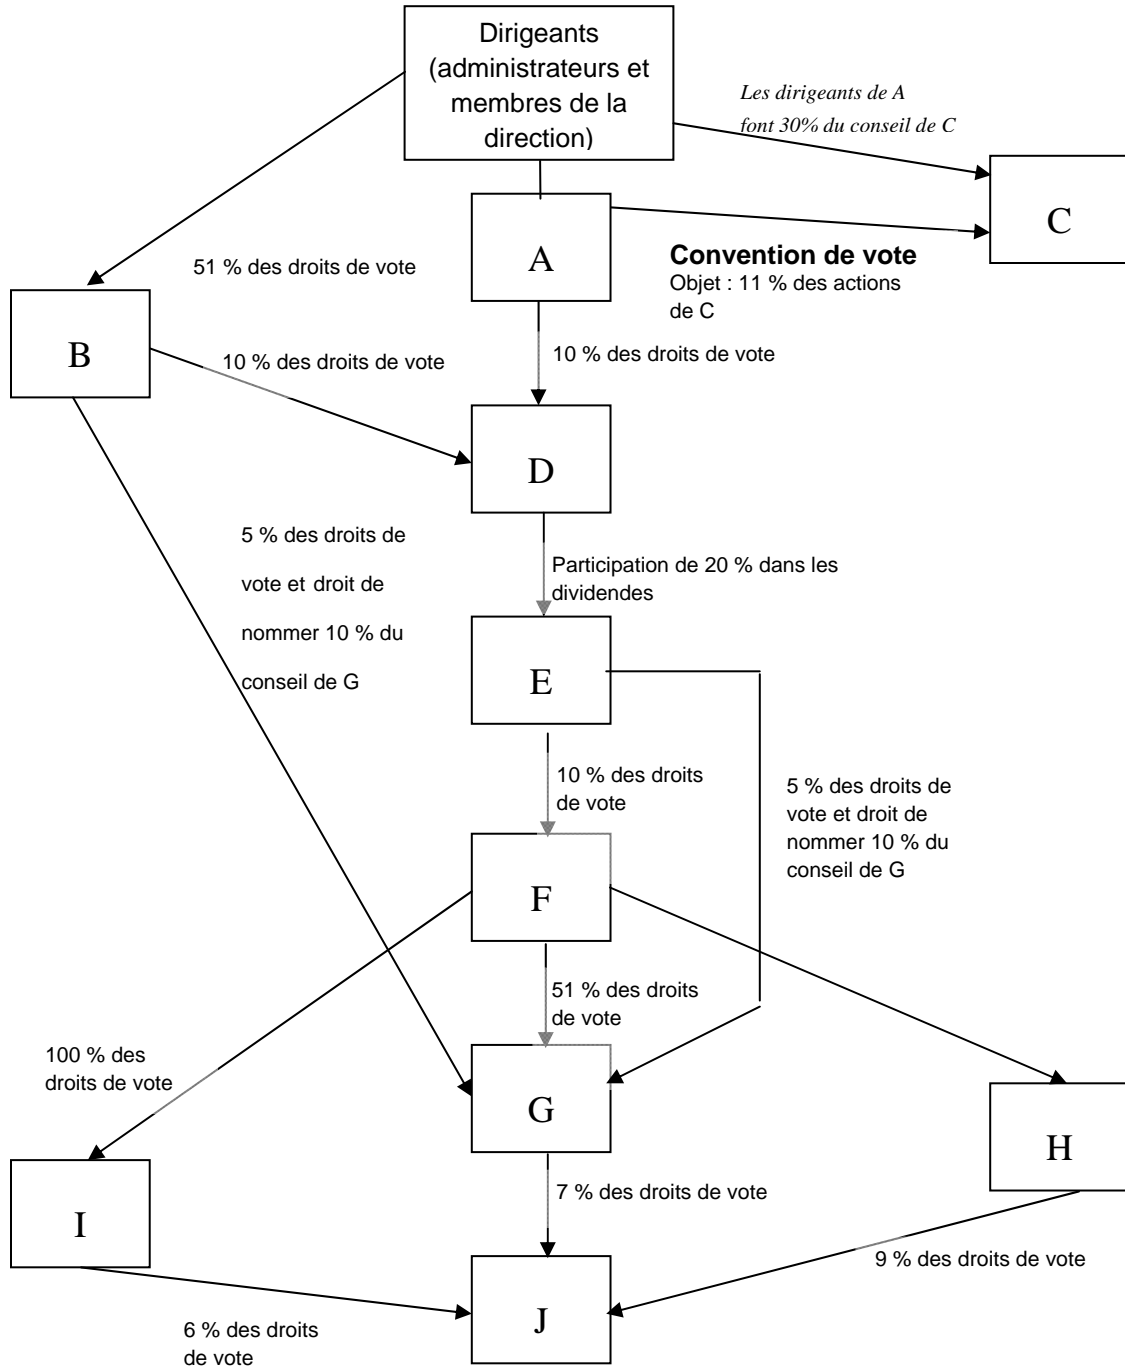 Dirigeants
(administrateurs et
membres de la
direction)
Les dirigeants de A
font 30% du conseil de C
C
A
Convention de vote
Objet : 11 % des actions
de C
51 % des droits de vote
B
10 % des droits de vote
10 % des droits de vote
D
5 % des droits de
vote et droit de
nommer 10 % du
conseil de G
Participation de 20 % dans les
dividendes
E
10 % des droits
de vote
5 % des droits de
vote et droit de
nommer 10 % du
conseil de G
F
51 % des droits
de vote
100 % des
droits de vote
G
H
I
7 % des droits de vote
9 % des droits de vote
J
6 % des droits
de vote